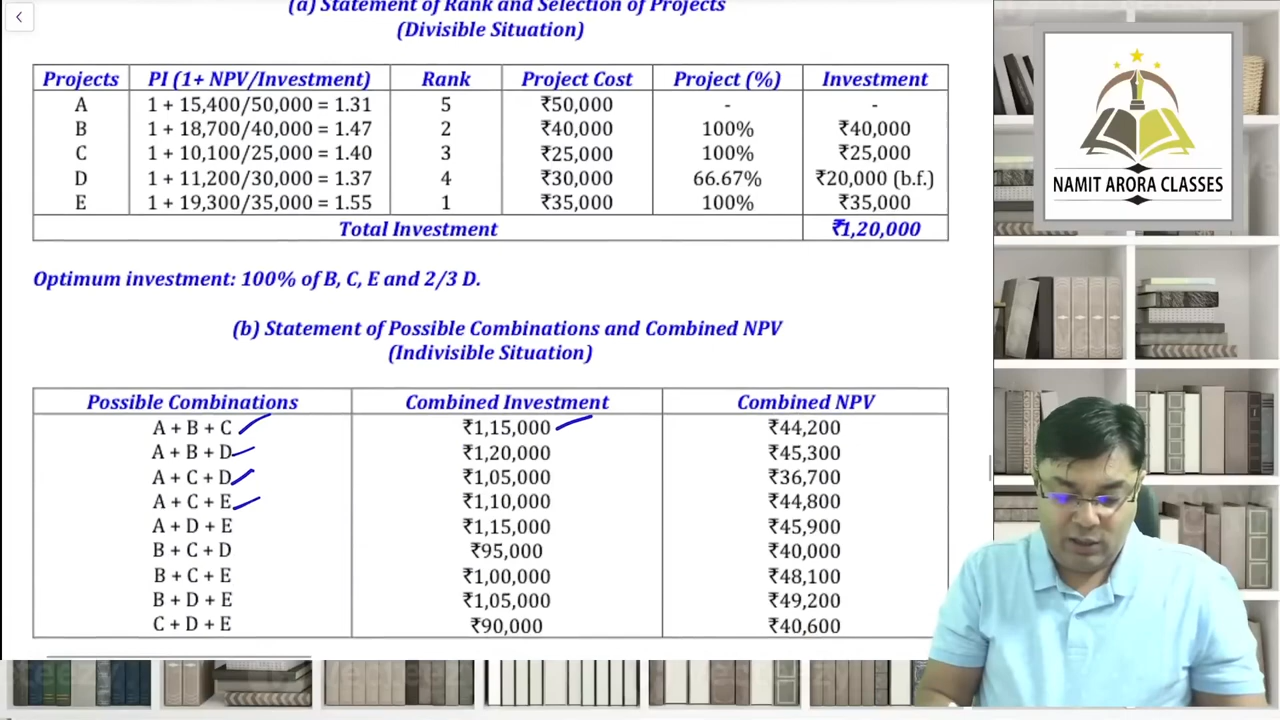 (a) Statement of Rank and Selection of Projects
(Divisible Situation)
Projects PI (1+ NPV/Investment) Rank Project Cost Project (%) Investment
A 1 + 15,400/50,000 = 1.31 5 ₹50,000 - -
B 1 + 18,700/40,000 = 1.47 2 ₹40,000 100% ₹40,000
C 1 + 10,100/25,000 = 1.40 3 ₹25,000 100% ₹25,000
D 1 + 11,200/30,000 = 1.37 4 ₹30,000 66.67% ₹20,000 (b.f.)
E 1 + 19,300/35,000 = 1.55 1 ₹35,000 100% ₹35,000
Total Investment ₹1,20,000
Optimum investment: 100% of B, C, E and 2/3 D.
(b) Statement of Possible Combinations and Combined NPV
(Indivisible Situation)
Possible Combinations Combined Investment Combined NPV
A + B + C ₹1,15,000 ₹44,200
A + B + D ₹1,20,000 ₹45,300
A + C + D ₹1,05,000 ₹36,700
A + C + E ₹1,10,000 ₹44,800
A + D + E ₹1,15,000 ₹45,900
B + C + D ₹95,000 ₹40,000
B + C + E ₹1,00,000 ₹48,100
B + D + E ₹1,05,000 ₹49,200
C + D + E ₹90,000 ₹40,600
NAMIT ARORA CLASSES